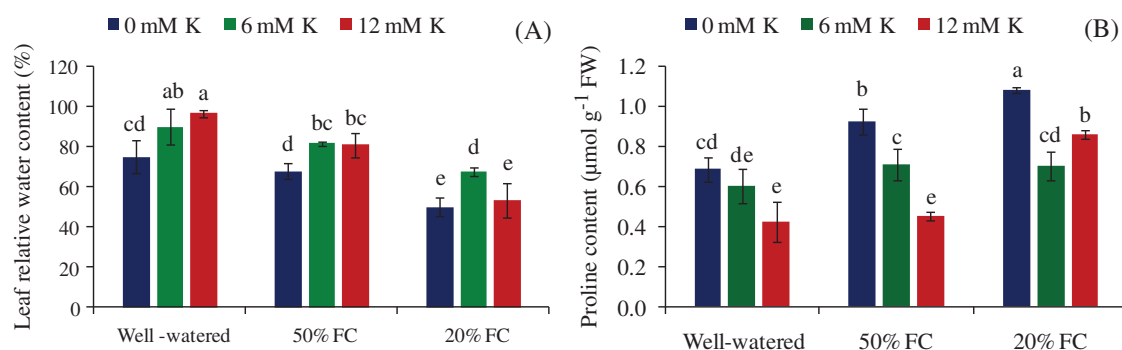 0 mM K 6 mM K 12 mM K (A)
Leaf relative water content (%)
120
100
80
60
40
20
0
cd ab a
d bc bc
e d e
Well -watered 50% FC 20% FC
0 mM K 6 mM K 12 mM K (B)
Proline content (µmol g⁻¹ FW)
1.2
1.0
0.8
0.6
0.4
0.2
0.0
cd de e
b c e
a cd b
Well-watered 50% FC 20% FC